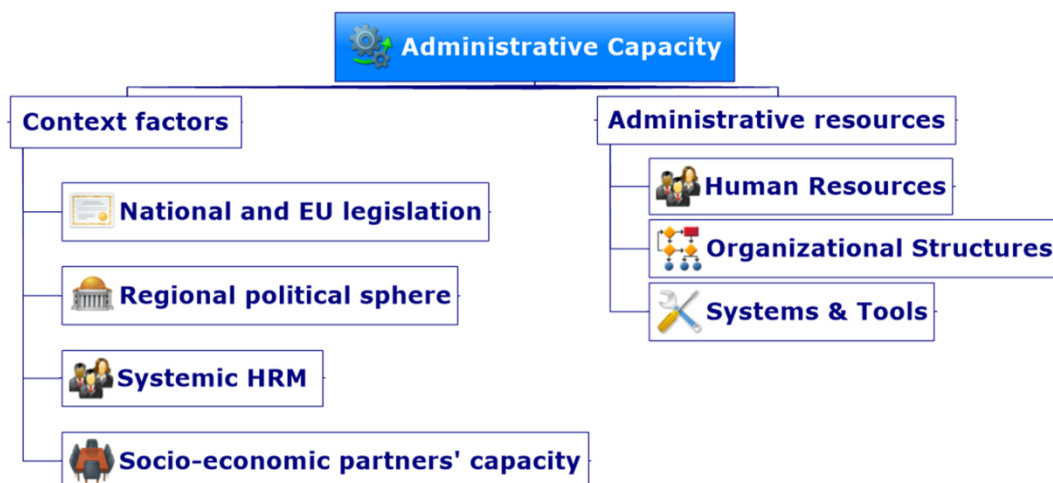 Administrative Capacity
Context factors
National and EU legislation
Regional political sphere
Systemic HRM
Socio-economic partners' capacity
Administrative resources
Human Resources
Organizational Structures
Systems & Tools